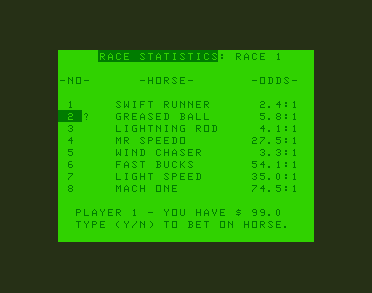 RACE STATISTICS: RACE 1
-NO- -HORSE- -ODDS-
1 SWIFT RUNNER 2.4:1
2 ? GREASED BALL 5.8:1
3 LIGHTNING ROD 4.1:1
4 MR SPEEDO 27.5:1
5 WIND CHASER 3.3:1
6 FAST BUCKS 54.1:1
7 LIGHT SPEED 35.0:1
8 MACH ONE 74.5:1
PLAYER 1 - YOU HAVE $ 99.0
TYPE (Y/N) TO BET ON HORSE.